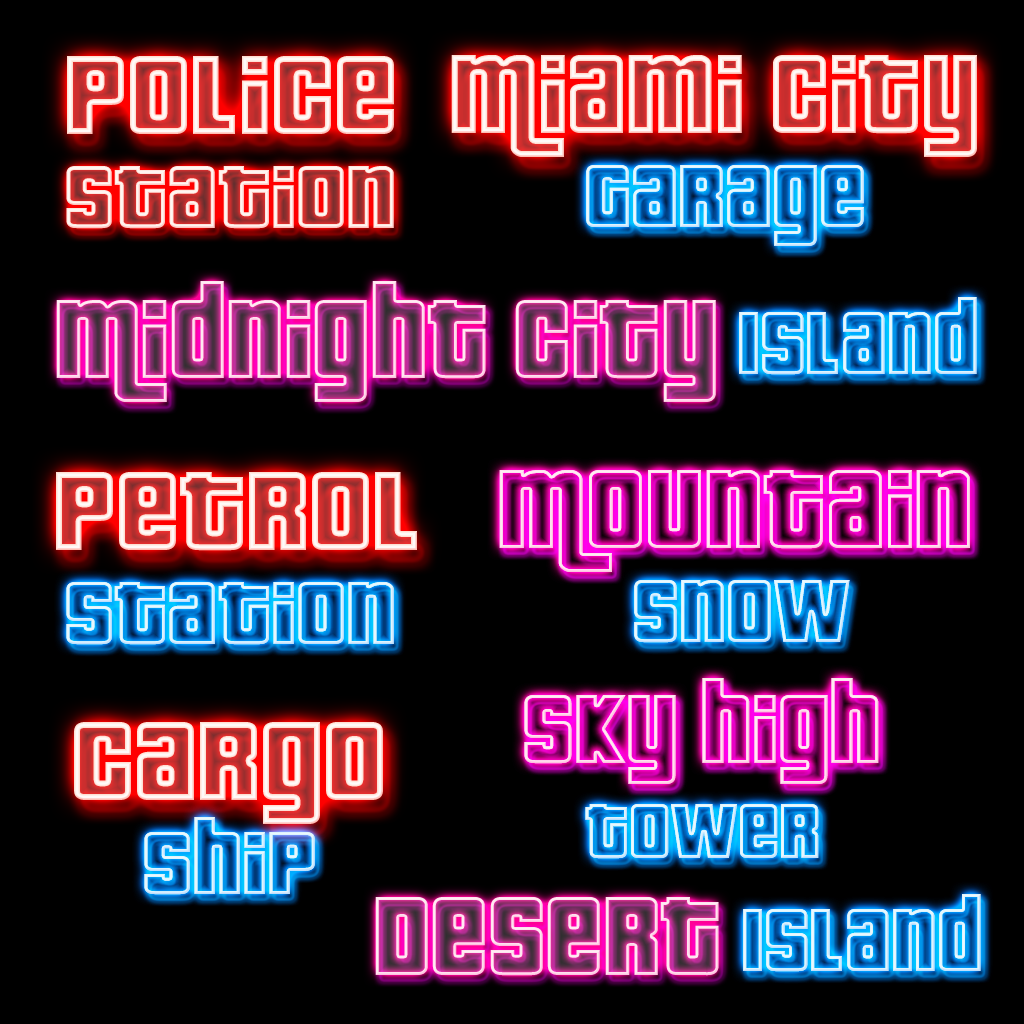 Police
station
Miami City
Garage
Midnight City Island
Petrol
station
Mountain
snow
Cargo
ship
Sky high
tower
Desert Island